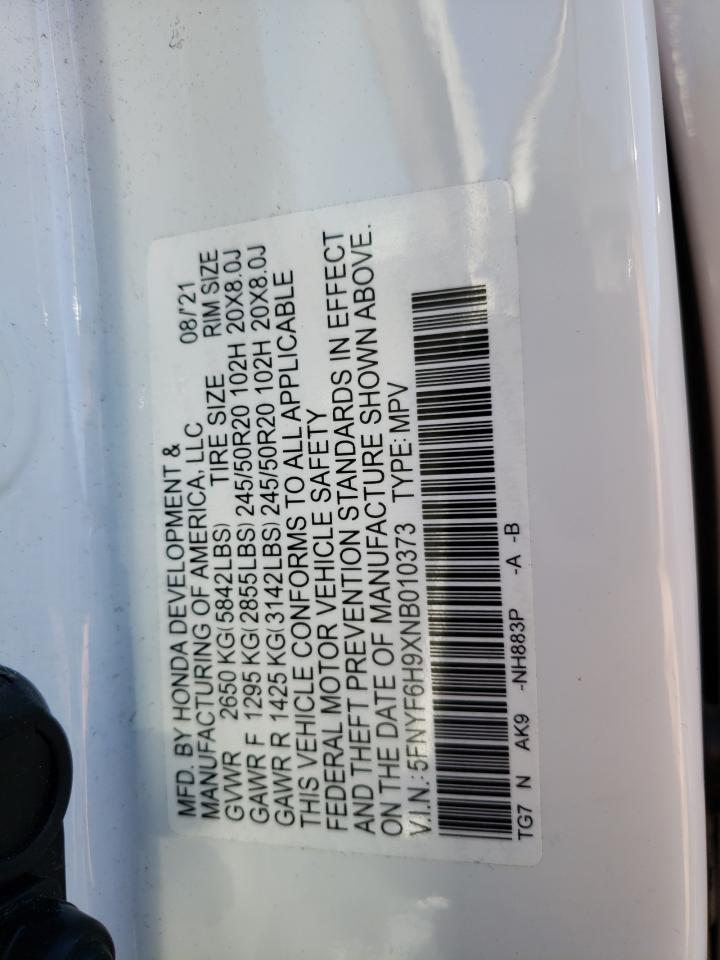 MFD. BY HONDA DEVELOPMENT &
MANUFACTURING OF AMERICA, LLC 08/'21
GVWR 2650 KG(5842LBS) TIRE SIZE RIM SIZE
GAWR F 1295 KG(2855LBS) 245/50R20 102H 20X8.0J
GAWR R 1425 KG(3142LBS) 245/50R20 102H 20X8.0J
THIS VEHICLE CONFORMS TO ALL APPLICABLE
FEDERAL MOTOR VEHICLE SAFETY
AND THEFT PREVENTION STANDARDS IN EFFECT
ON THE DATE OF MANUFACTURE SHOWN ABOVE.
V.I.N.:5FNYF6H9XNB010373 TYPE:MPV
TG7 N AK9 -NH883P -A -B